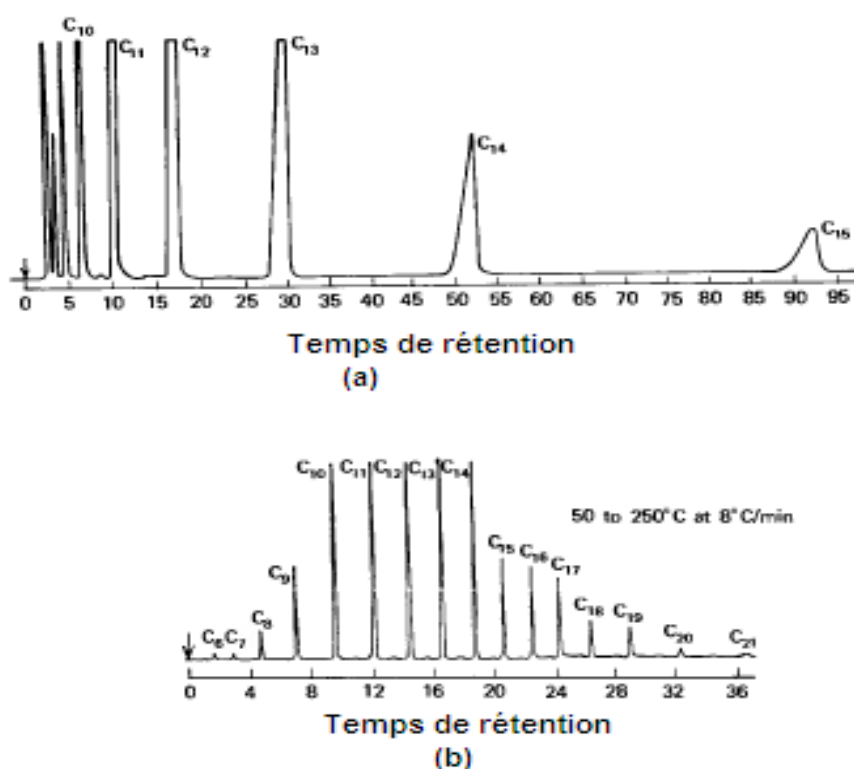 C₁₀ C₁₁ C₁₂ C₁₃
C₁₄
C₁₅
0 5 10 15 20 25 30 35 40 45 50 55 60 65 70 75 80 85 90 95
Temps de rétention
(a)
C₁₀ C₁₁ C₁₂ C₁₃ C₁₄
50 to 250°C at 8°C/min
C₁₅ C₁₆ C₁₇
C₉
C₈ C₁₈ C₁₉
C₆ C₇ C₂₀ C₂₁
0 4 8 12 16 20 24 28 32 36
Temps de rétention
(b)